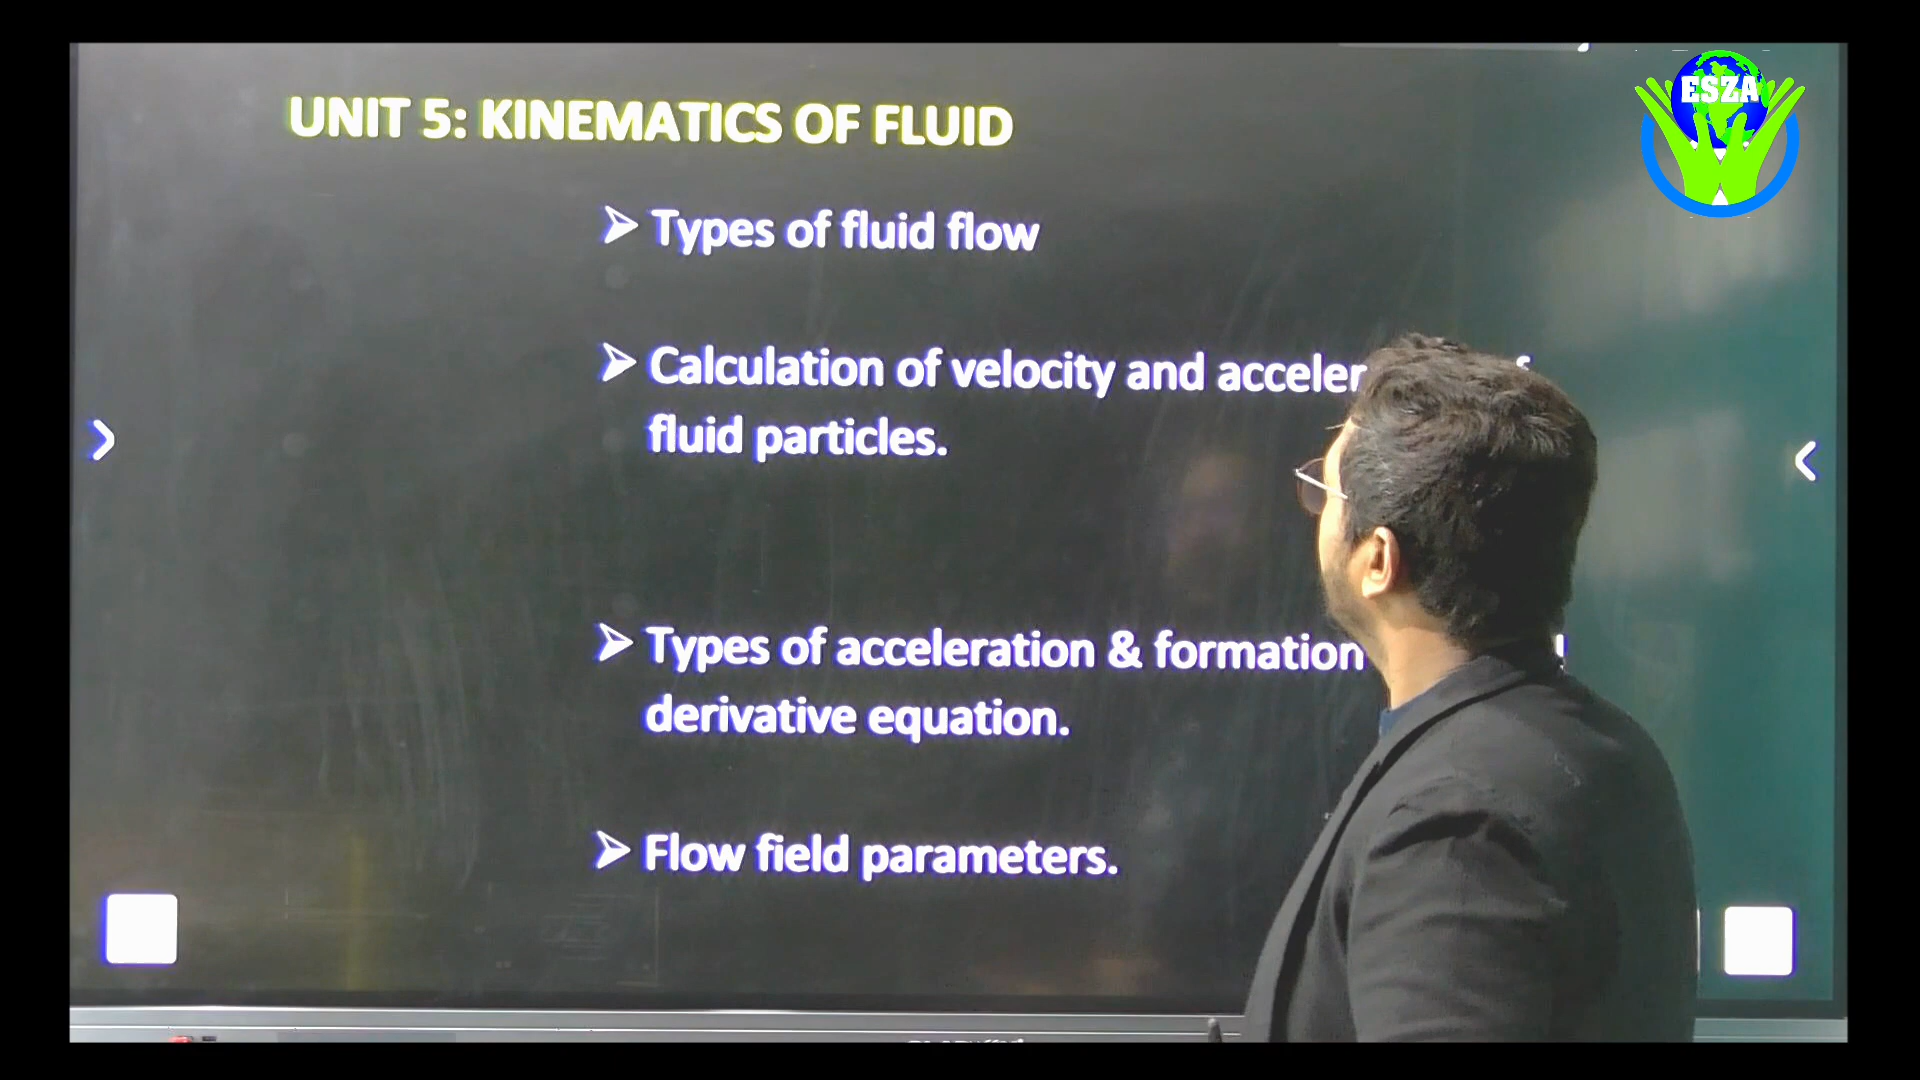 ESZA
UNIT 5: KINEMATICS OF FLUID
➤ Types of fluid flow
➤ Calculation of velocity and acceler
fluid particles.
➤ Types of acceleration & formation
derivative equation.
➤ Flow field parameters.